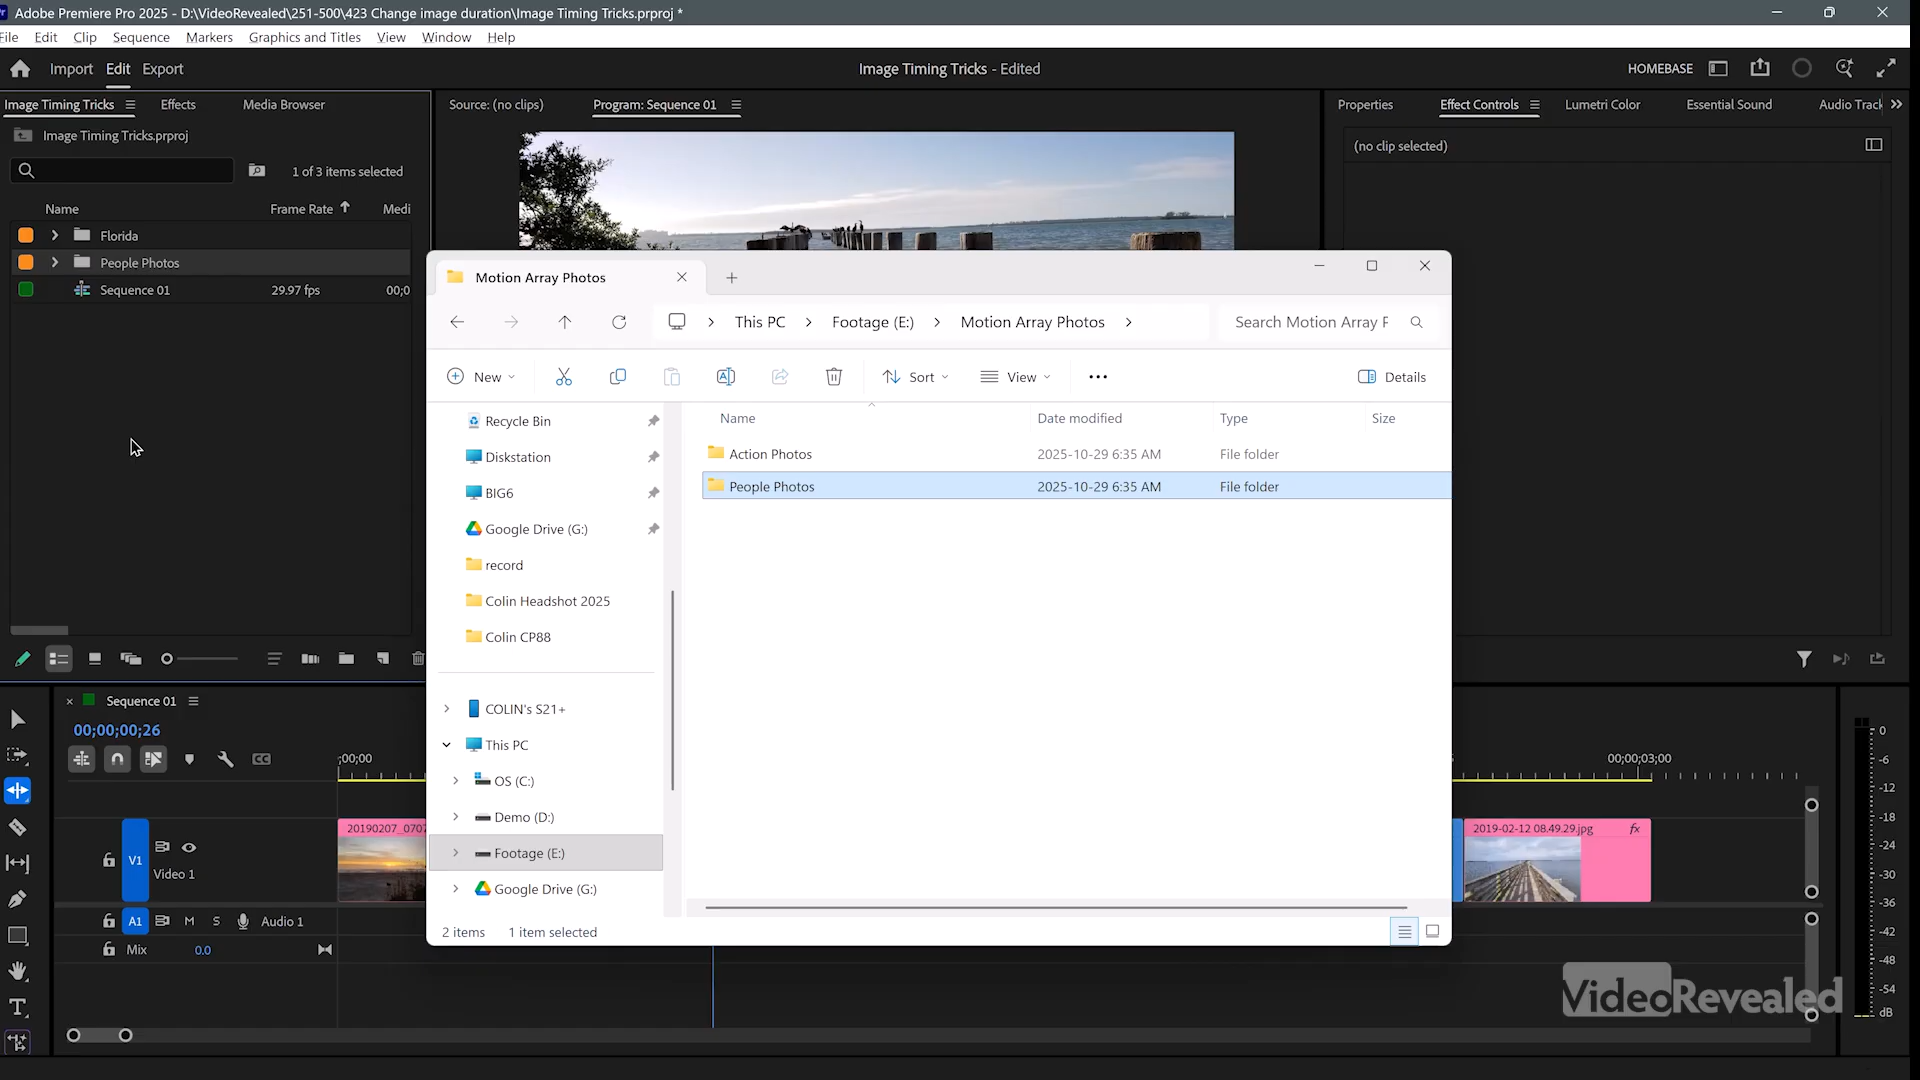 Adobe Premiere Pro 2025 - D:\VideoRevealed\251-500\423 Change image duration\Image Timing Tricks.prproj *
File Edit Clip Sequence Markers Graphics and Titles View Window Help
Import Edit Export
Image Timing Tricks - Edited
HOMEBASE
Image Timing Tricks Effects Media Browser
Source: (no clips) Program: Sequence 01
Properties Effect Controls Lumetri Color Essential Sound Audio Track
Image Timing Tricks.prproj
(no clip selected)
1 of 3 items selected
Name Frame Rate Medi
Florida
People Photos
Sequence 01 29.97 fps 00;0
Motion Array Photos
This PC Footage (E:) Motion Array Photos
Search Motion Array F
New Sort View Details
Name Date modified Type Size
Recycle Bin
Diskstation
BIG6
Google Drive (G:)
record
Colin Headshot 2025
Colin CP88
COLIN's S21+
This PC
OS (C:)
Demo (D:)
Footage (E:)
Google Drive (G:)
Action Photos 2025-10-29 6:35 AM File folder
People Photos 2025-10-29 6:35 AM File folder
2 items 1 item selected
Sequence 01
00;00;00;26
CC
;00;00
00;00;03;00
V1
Video 1
20190207_0707
2019-02-12 08.49.29.jpg fx
A1 M S Audio 1
Mix 0.0
0
-6
-12
-18
-24
-30
-36
-42
-48
-54
dB
VideoRevealed